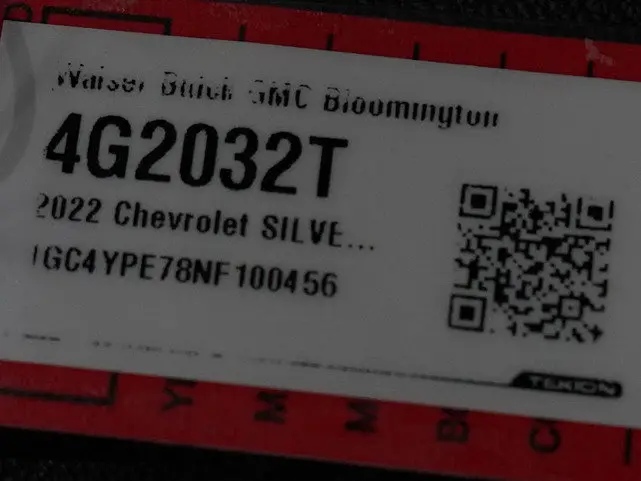 Walser Buick GMC Bloomington
4G2032T
2022 Chevrolet SILVE...
1GC4YPE78NF100456
TEKION